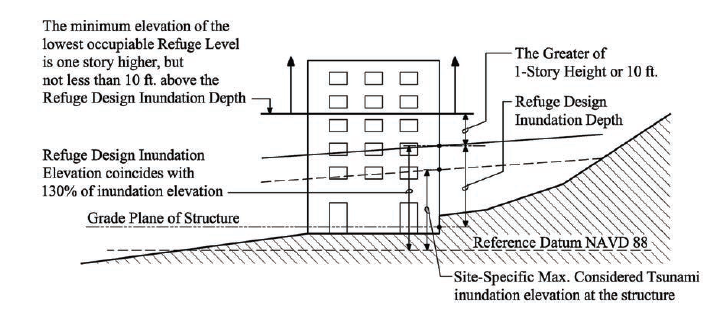 The minimum elevation of the
lowest occupiable Refuge Level
is one story higher, but
not less than 10 ft. above the
Refuge Design Inundation Depth
The Greater of
1-Story Height or 10 ft.
Refuge Design
Inundation Depth
Refuge Design Inundation
Elevation coincides with
130% of inundation elevation
Grade Plane of Structure
Reference Datum NAVD 88
Site-Specific Max. Considered Tsunami
inundation elevation at the structure